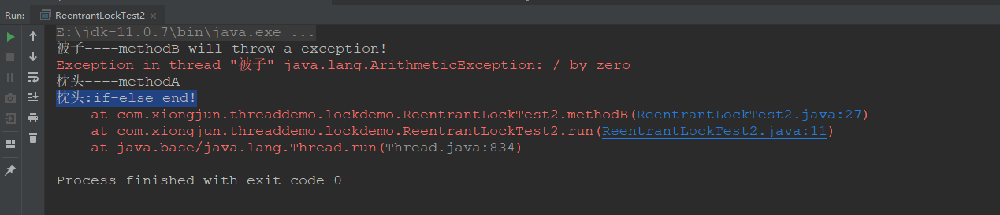 Run: ReentrantLockTest2 ×
E:\jdk-11.0.7\bin\java.exe ...
被子----methodB will throw a exception!
Exception in thread "被子" java.lang.ArithmeticException: / by zero
枕头----methodA
枕头:if-else end!
at com.xiongjun.threaddemo.lockdemo.ReentrantLockTest2.methodB(ReentrantLockTest2.java:27)
at com.xiongjun.threaddemo.lockdemo.ReentrantLockTest2.run(ReentrantLockTest2.java:11)
at java.base/java.lang.Thread.run(Thread.java:834)
Process finished with exit code 0